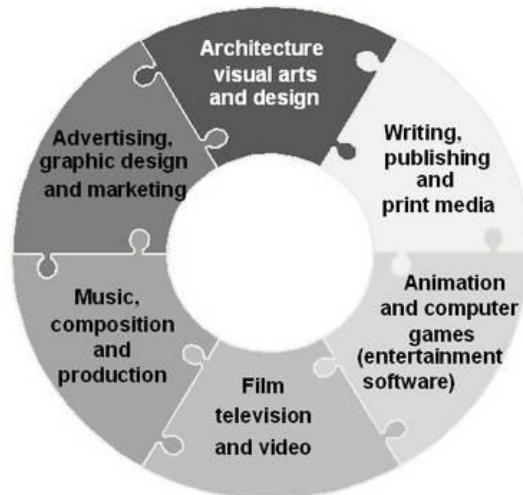 Architecture
visual arts
and design
Writing,
publishing
and
print media
Animation
and computer
games
(entertainment
software)
Film
television
and video
Music,
composition
and
production
Advertising,
graphic design
and marketing